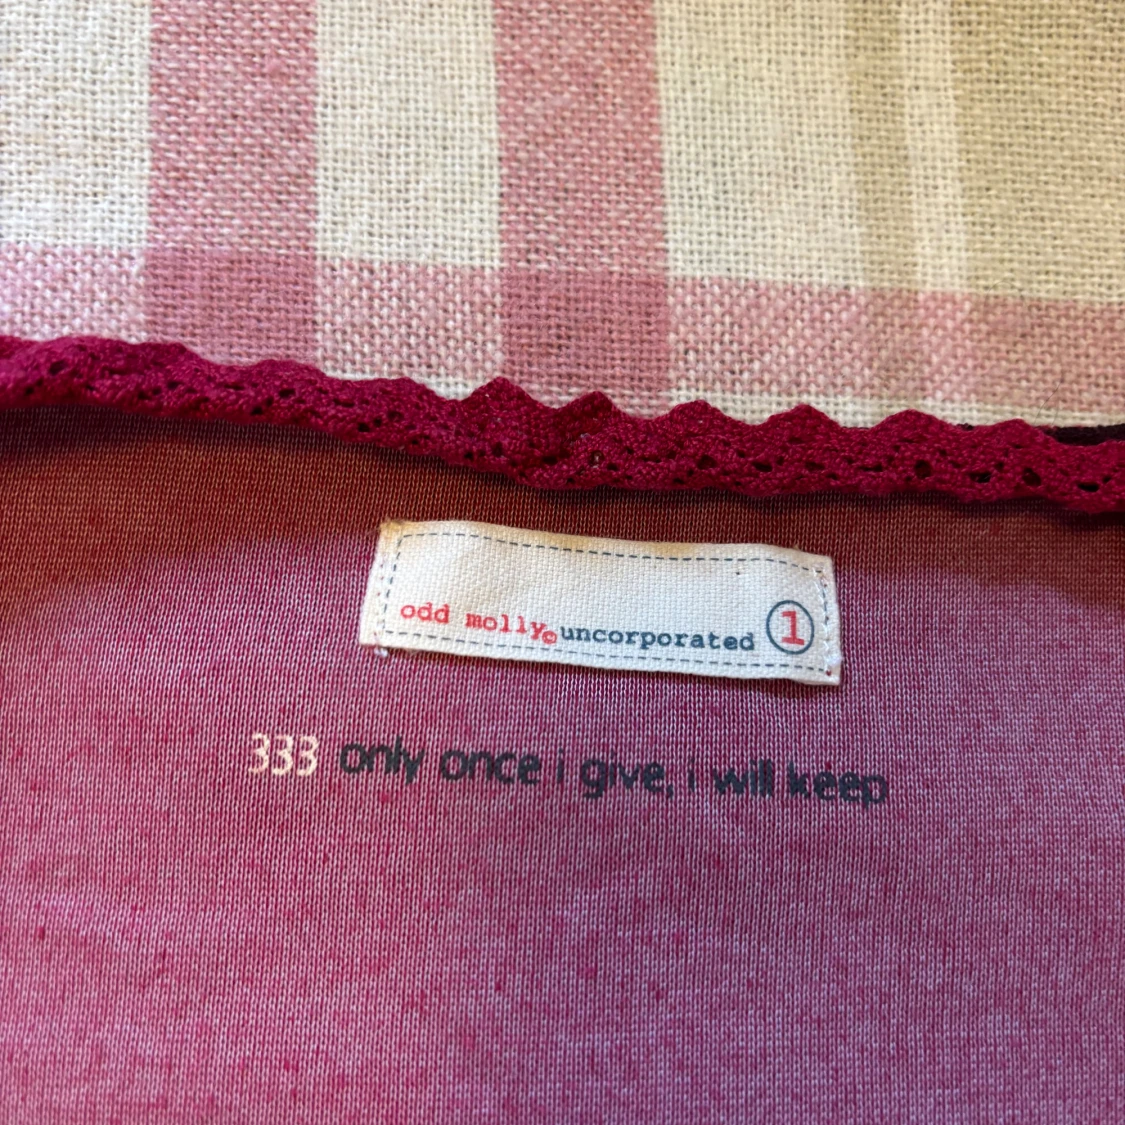 odd molly© uncorporated 1
333 only once i give, i will keep